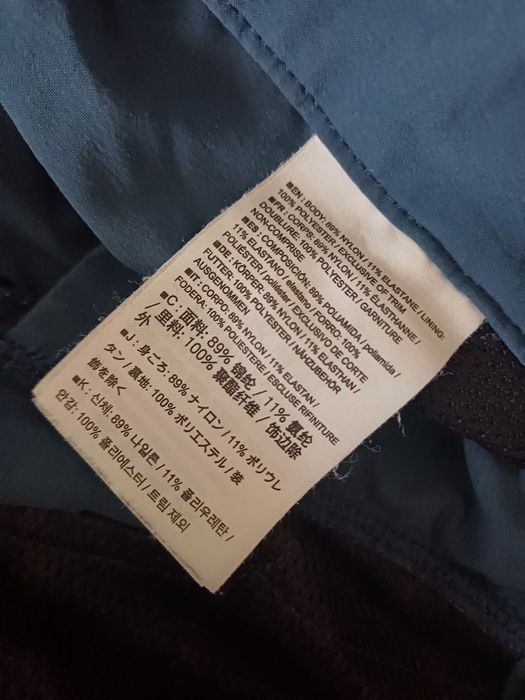 ■EN: BODY: 89% NYLON / 11% ELASTANE / LINING:
100% POLYESTER EXCLUSIVE OF TRIM
■FR: CORPS: 89% NYLON / 11% ÉLASTHANNE /
DOUBLURE: 100% POLYESTER / GARNITURE
NON-COMPRISE
■ES: COMPOSICIÓN: 89% POLIAMIDA / poliamida /
11% ELASTANO / elastano / FORRO: 100%
POLIÉSTER / poliéster / EXCLUSIVO DE CORTE
■DE: KÖRPER: 89% NYLON / 11% ELASTHAN /
FUTTER: 100% POLYESTER / NÄHZUBEHÖR
AUSGENOMMEN
■IT: CORPO: 89% NYLON / 11% ELASTAN /
FODERA: 100% POLIESTERE / ESCLUSE RIFINITURE
■C: 面料: 89% 锦纶 / 11% 氨纶
/ 里料: 100% 聚酯纤维 / 饰边除
外
■J: 身ごろ: 89% ナイロン / 11% ポリウレ
タン / 裏地: 100% ポリエステル / 装
飾を除く
■K: 신체: 89% 나일론 / 11% 폴리우레탄 /
안감: 100% 폴리에스터 / 트림 제외